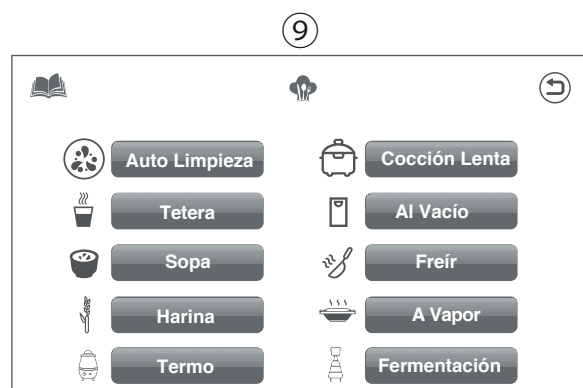 9
Auto Limpieza
Cocción Lenta
Tetera
Al Vacío
Sopa
Freír
Harina
A Vapor
Termo
Fermentación